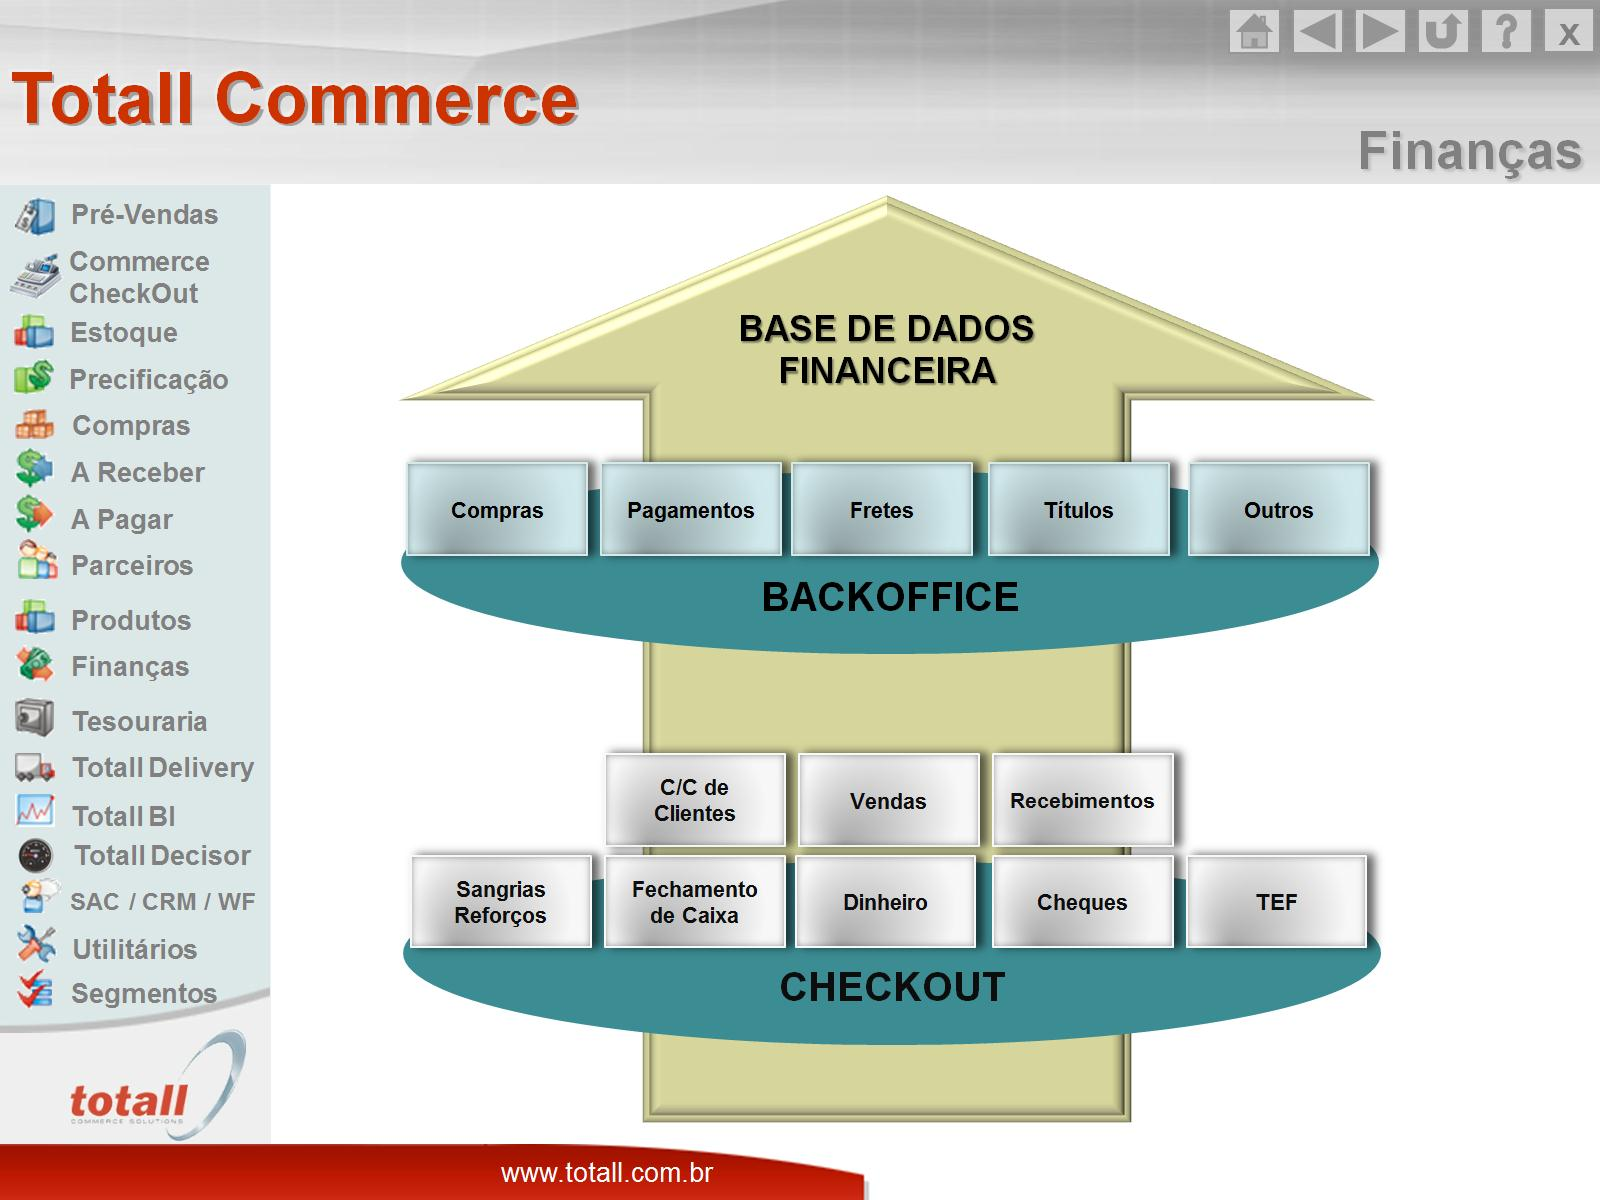 Totall Commerce
Finanças
Pré-Vendas
Commerce
CheckOut
Estoque
Precificação
Compras
A Receber
A Pagar
Parceiros
Produtos
Finanças
Tesouraria
Totall Delivery
Totall BI
Totall Decisor
SAC / CRM / WF
Utilitários
Segmentos
totall
COMMERCE SOLUTIONS
BASE DE DADOS
FINANCEIRA
Compras
Pagamentos
Fretes
Títulos
Outros
BACKOFFICE
C/C de
Clientes
Vendas
Recebimentos
Sangrias
Reforços
Fechamento
de Caixa
Dinheiro
Cheques
TEF
CHECKOUT
www.totall.com.br
? x